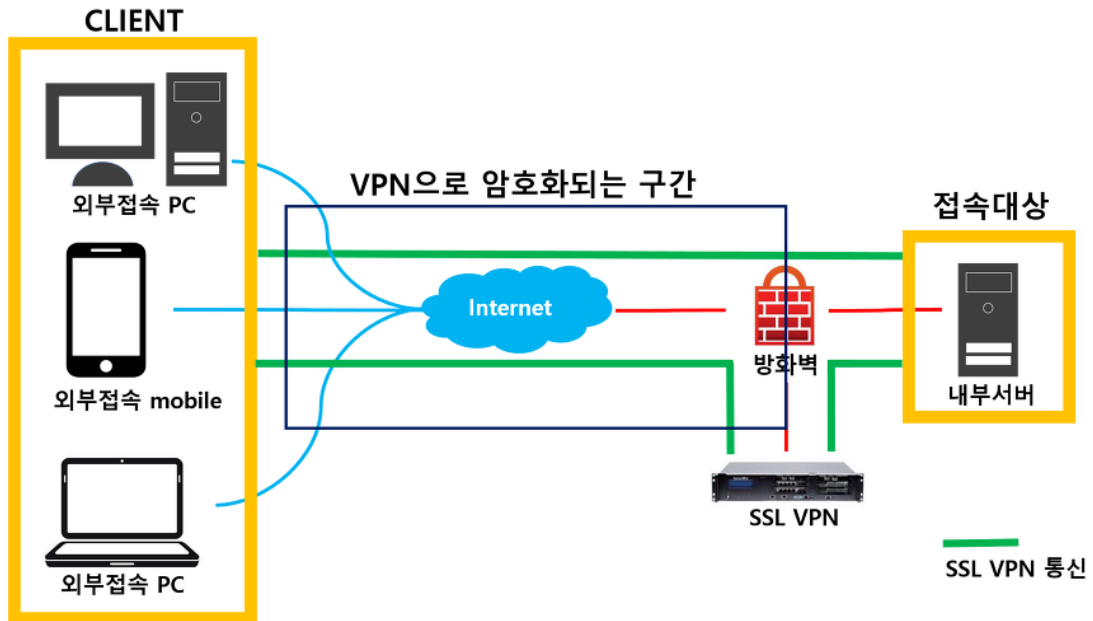 CLIENT
외부접속 PC
외부접속 mobile
외부접속 PC
VPN으로 암호화되는 구간
Internet
방화벽
SSL VPN
접속대상
내부서버
SSL VPN 통신